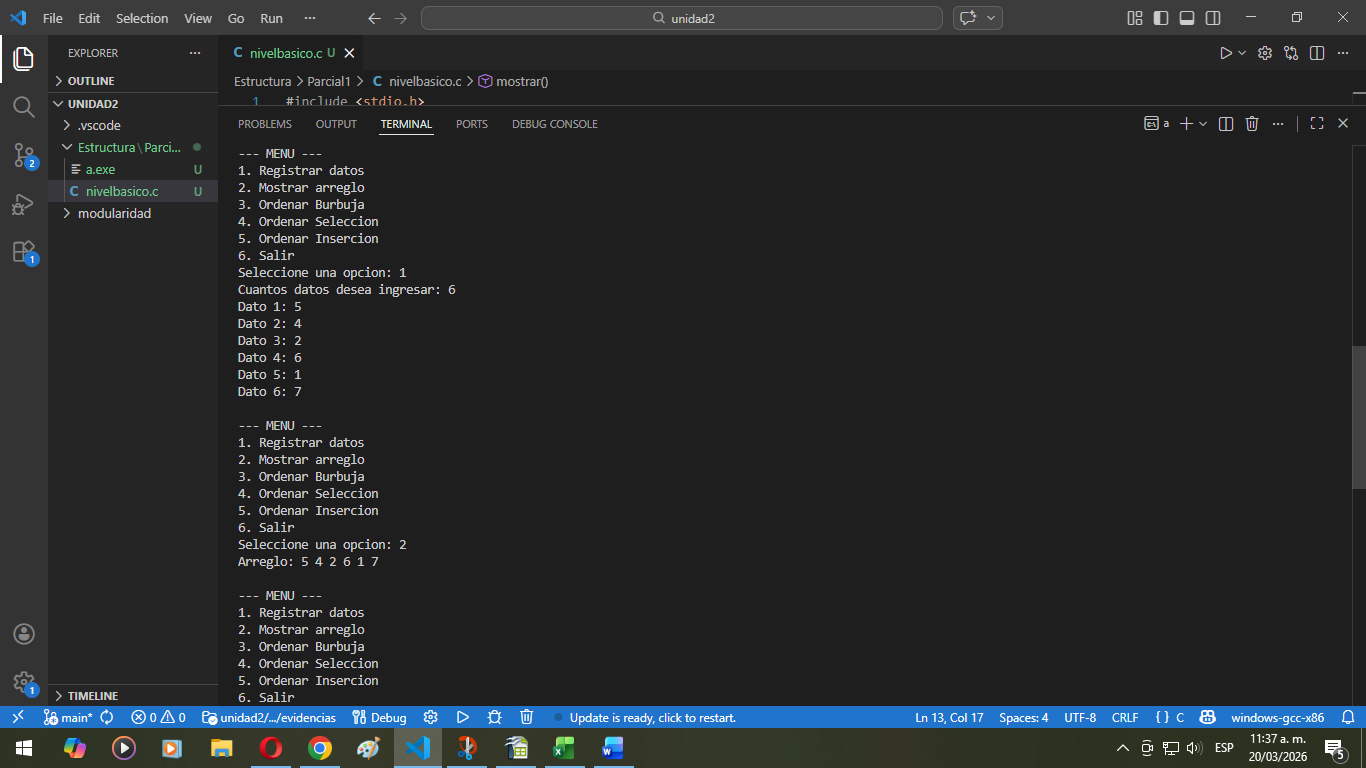 File Edit Selection View Go Run ··· unidad2
EXPLORER ···
OUTLINE
UNIDAD2
.vscode
Estructura\Parci...
a.exe U
nivelbasico.c U
modularidad
TIMELINE
2
1
1
nivelbasico.c U
Estructura > Parcial1 > C nivelbasico.c > mostrar()
1 #include <stdio.h>
PROBLEMS OUTPUT TERMINAL PORTS DEBUG CONSOLE a
--- MENU ---
1. Registrar datos
2. Mostrar arreglo
3. Ordenar Burbuja
4. Ordenar Seleccion
5. Ordenar Insercion
6. Salir
Seleccione una opcion: 1
Cuantos datos desea ingresar: 6
Dato 1: 5
Dato 2: 4
Dato 3: 2
Dato 4: 6
Dato 5: 1
Dato 6: 7
--- MENU ---
1. Registrar datos
2. Mostrar arreglo
3. Ordenar Burbuja
4. Ordenar Seleccion
5. Ordenar Insercion
6. Salir
Seleccione una opcion: 2
Arreglo: 5 4 2 6 1 7
--- MENU ---
1. Registrar datos
2. Mostrar arreglo
3. Ordenar Burbuja
4. Ordenar Seleccion
5. Ordenar Insercion
6. Salir
main* 0 0 unidad2/.../evidencias Debug Update is ready, click to restart. Ln 13, Col 17 Spaces: 4 UTF-8 CRLF {} C windows-gcc-x86
ESP 11:37 a. m.
20/03/2026 5